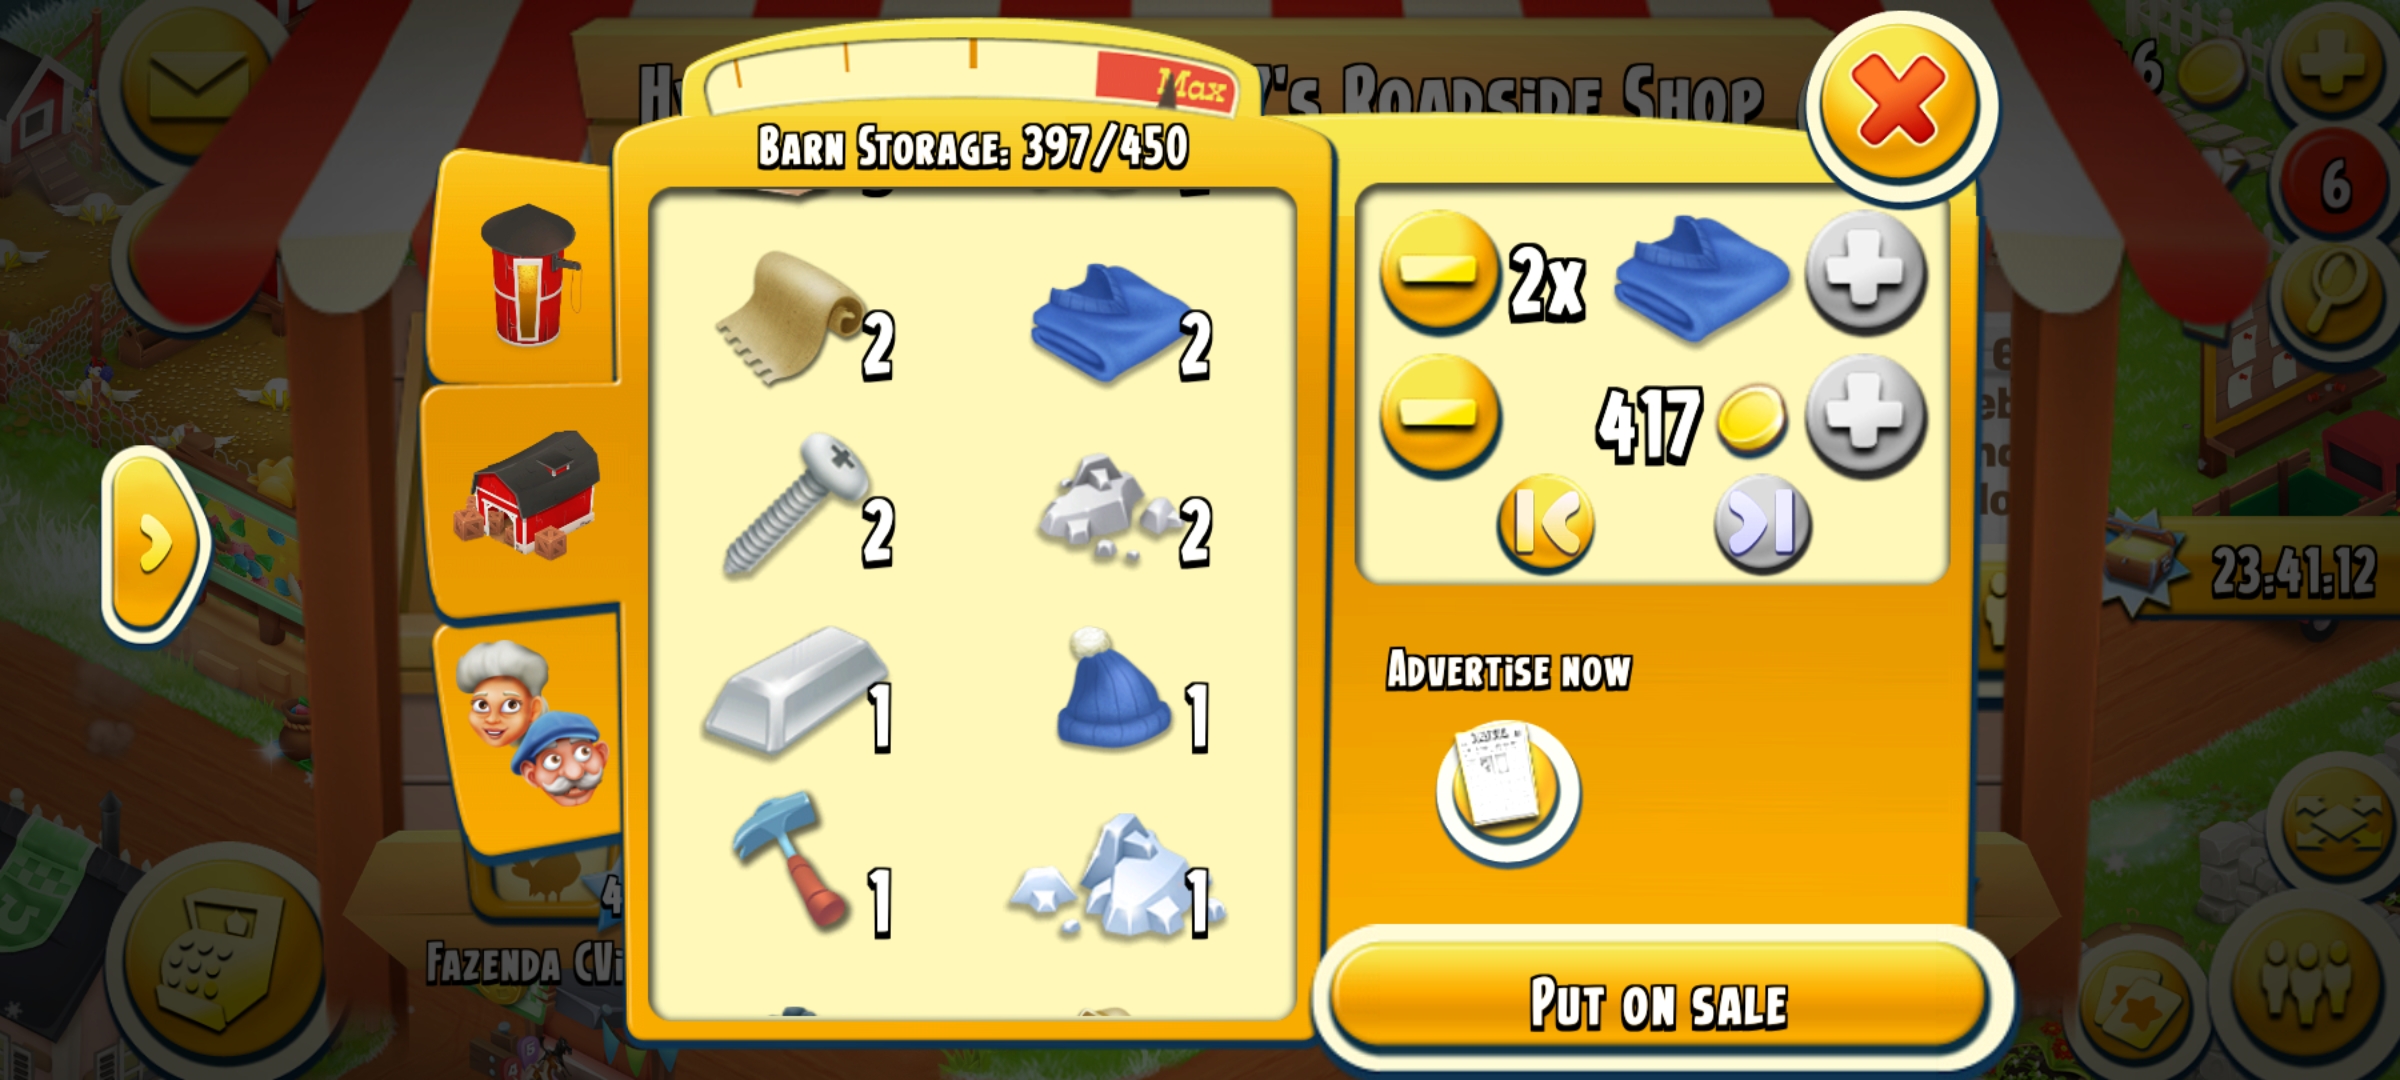 's Roadside Shop
Max
Barn Storage: 397/450
6
2
2
2x
417
2
2
23:41:12
1
1
Advertise now
1
1
Fazenda CVi
Put on sale